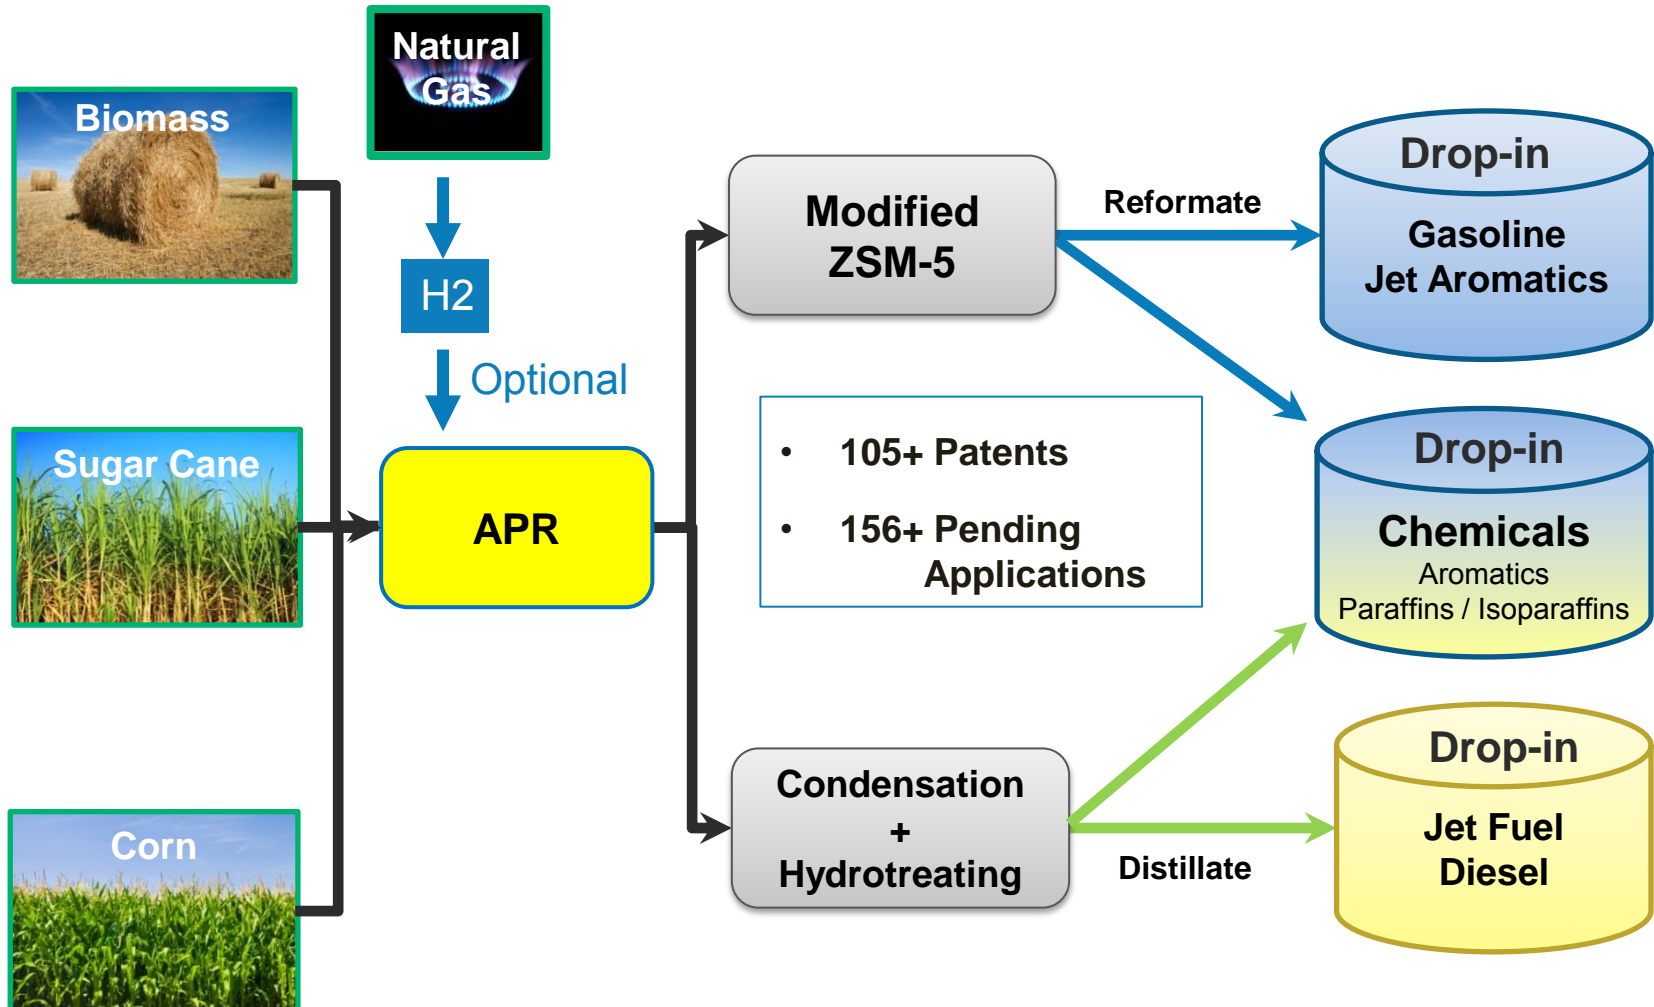 Natural
Gas
Biomass
H2
Optional
Sugar Cane
APR
Corn
Modified
ZSM-5
Reformate
• 105+ Patents
• 156+ Pending
Applications
Condensation
+
Hydrotreating
Distillate
Drop-in
Gasoline
Jet Aromatics
Drop-in
Chemicals
Aromatics
Paraffins / Isoparaffins
Drop-in
Jet Fuel
Diesel